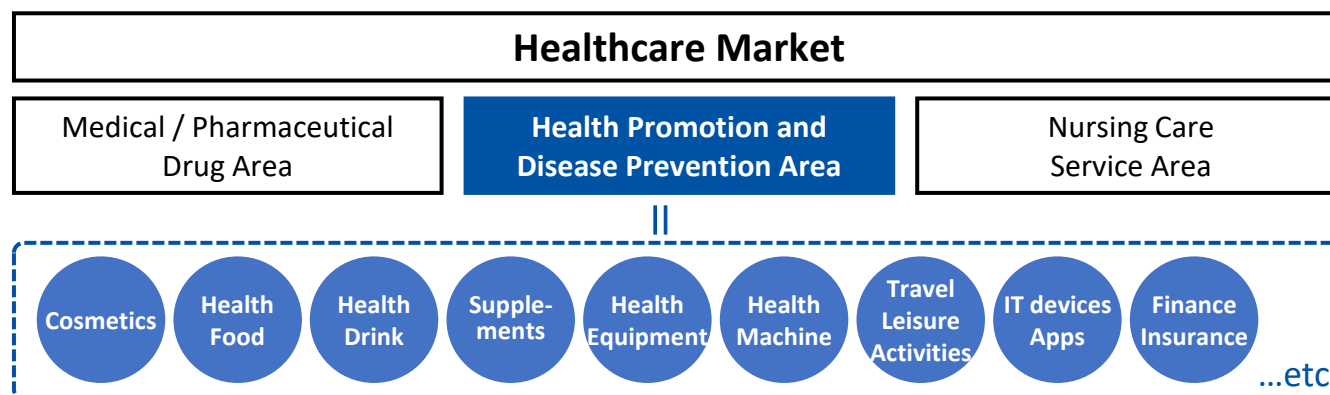 Healthcare Market
Medical / Pharmaceutical
Drug Area
Health Promotion and
Disease Prevention Area
Nursing Care
Service Area
Cosmetics
Health
Food
Health
Drink
Supple-
ments
Health
Equipment
Health
Machine
Travel
Leisure
Activities
IT devices
Apps
Finance
Insurance
...etc